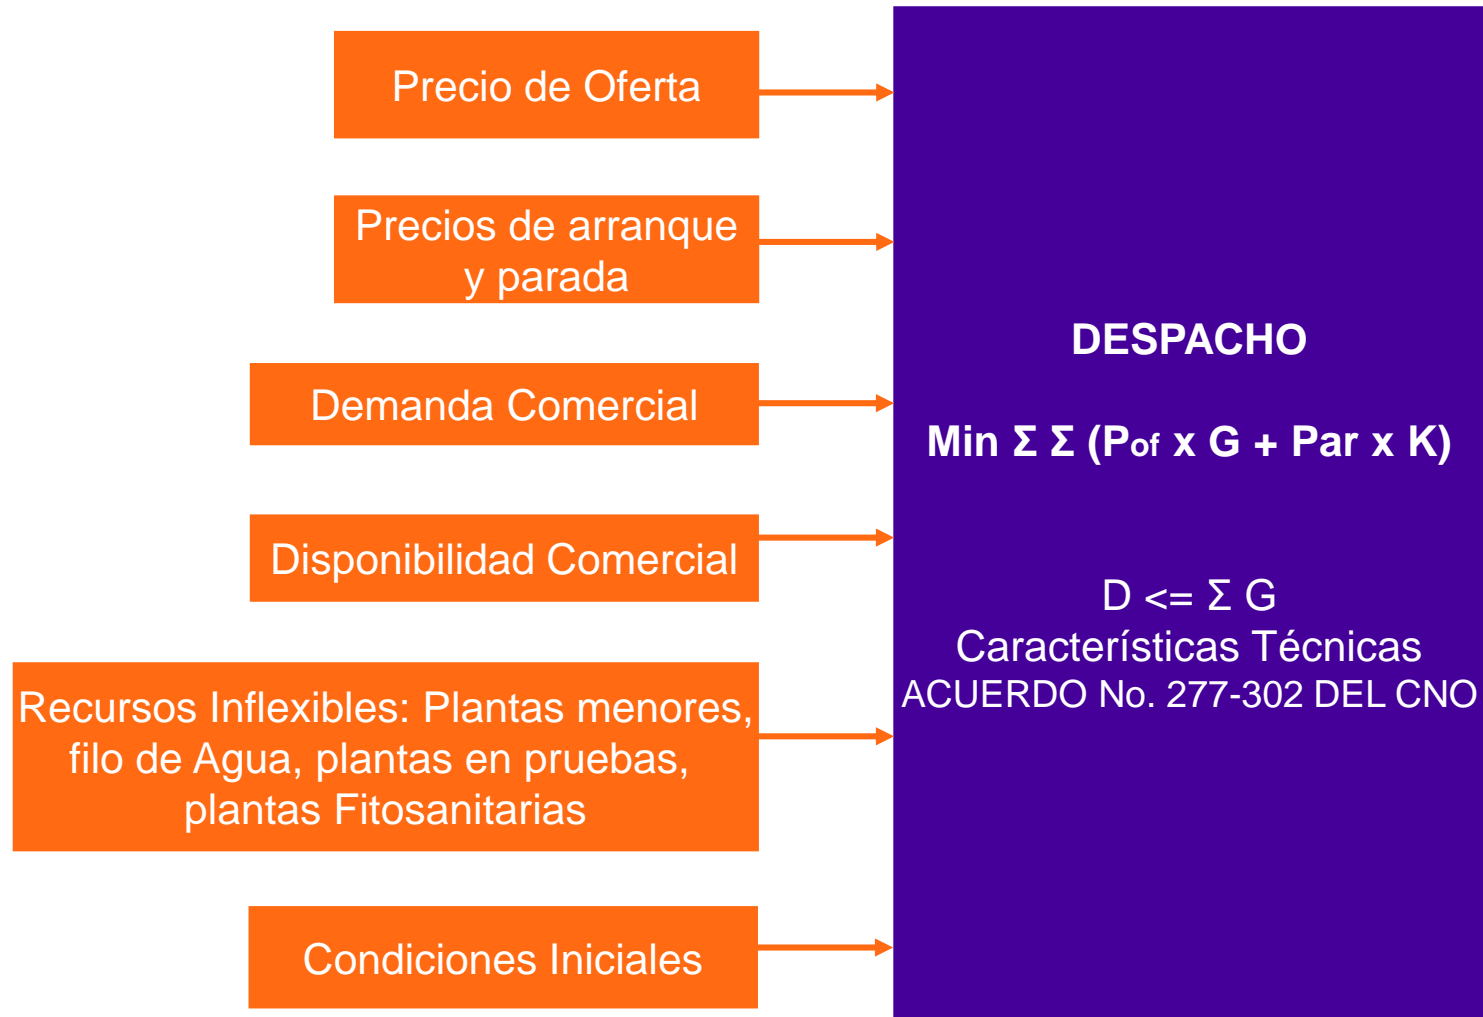 Precio de Oferta
Precios de arranque
y parada
Demanda Comercial
Disponibilidad Comercial
Recursos Inflexibles: Plantas menores,
filo de Agua, plantas en pruebas,
plantas Fitosanitarias
Condiciones Iniciales
DESPACHO
Min Σ Σ (Pof x G + Par x K)
D <= Σ G
Características Técnicas
ACUERDO No. 277-302 DEL CNO